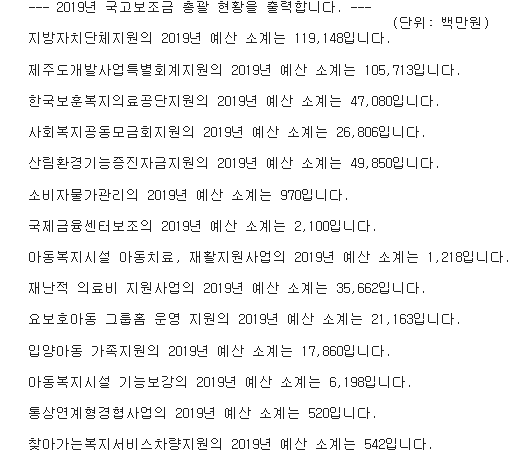 --- 2019년 국고보조금 총괄 현황을 출력합니다. ---
(단위: 백만원)
지방자치단체지원의 2019년 예산 소계는 119,148입니다.
제주도개발사업특별회계지원의 2019년 예산 소계는 105,713입니다.
한국보훈복지의료공단지원의 2019년 예산 소계는 47,080입니다.
사회복지공동모금회지원의 2019년 예산 소계는 26,806입니다.
산림환경기능증진자금지원의 2019년 예산 소계는 49,850입니다.
소비자물가관리의 2019년 예산 소계는 970입니다.
국제금융센터보조의 2019년 예산 소계는 2,100입니다.
아동복지시설 아동치료, 재활지원사업의 2019년 예산 소계는 1,218입니다.
재난적 의료비 지원사업의 2019년 예산 소계는 35,662입니다.
요보호아동 그룹홈 운영 지원의 2019년 예산 소계는 21,163입니다.
입양아동 가족지원의 2019년 예산 소계는 17,860입니다.
아동복지시설 기능보강의 2019년 예산 소계는 6,198입니다.
통상연계형경협사업의 2019년 예산 소계는 520입니다.
찾아가는복지서비스차량지원의 2019년 예산 소계는 542입니다.